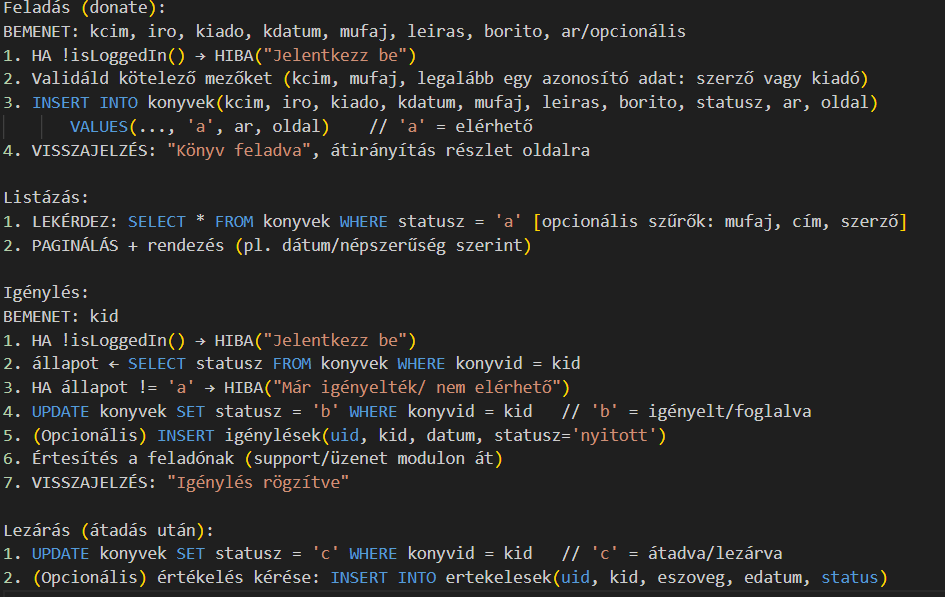 Feladás (donate):
BEMENET: kcim, iro, kiado, kdatum, mufaj, leiras, borito, ar/opcionális
1. HA !isLoggedIn() → HIBA("Jelentkezz be")
2. Validáld kötelező mezőket (kcim, mufaj, legalább egy azonosító adat: szerző vagy kiadó)
3. INSERT INTO konyvek(kcim, iro, kiado, kdatum, mufaj, leiras, borito, statusz, ar, oldal)
VALUES(..., 'a', ar, oldal)    // 'a' = elérhető
4. VISSZAJELZÉS: "Könyv feladva", átirányítás részlet oldalra

Listázás:
1. LEKÉRDEZ: SELECT * FROM konyvek WHERE statusz = 'a' [opcionális szűrők: mufaj, cím, szerző]
2. PAGINÁLÁS + rendezés (pl. dátum/népszerűség szerint)

Igénylés:
BEMENET: kid
1. HA !isLoggedIn() → HIBA("Jelentkezz be")
2. állapot ← SELECT statusz FROM konyvek WHERE konyvid = kid
3. HA állapot != 'a' → HIBA("Már igényelték/ nem elérhető")
4. UPDATE konyvek SET statusz = 'b' WHERE konyvid = kid   // 'b' = igényelt/foglalva
5. (Opcionális) INSERT igénylések(uid, kid, datum, statusz='nyitott')
6. Értesítés a feladónak (support/üzenet modulon át)
7. VISSZAJELZÉS: "Igénylés rögzítve"

Lezárás (átadás után):
1. UPDATE konyvek SET statusz = 'c' WHERE konyvid = kid   // 'c' = átadva/lezárva
2. (Opcionális) értékelés kérése: INSERT INTO ertekelesek(uid, kid, eszoveg, edatum, status)